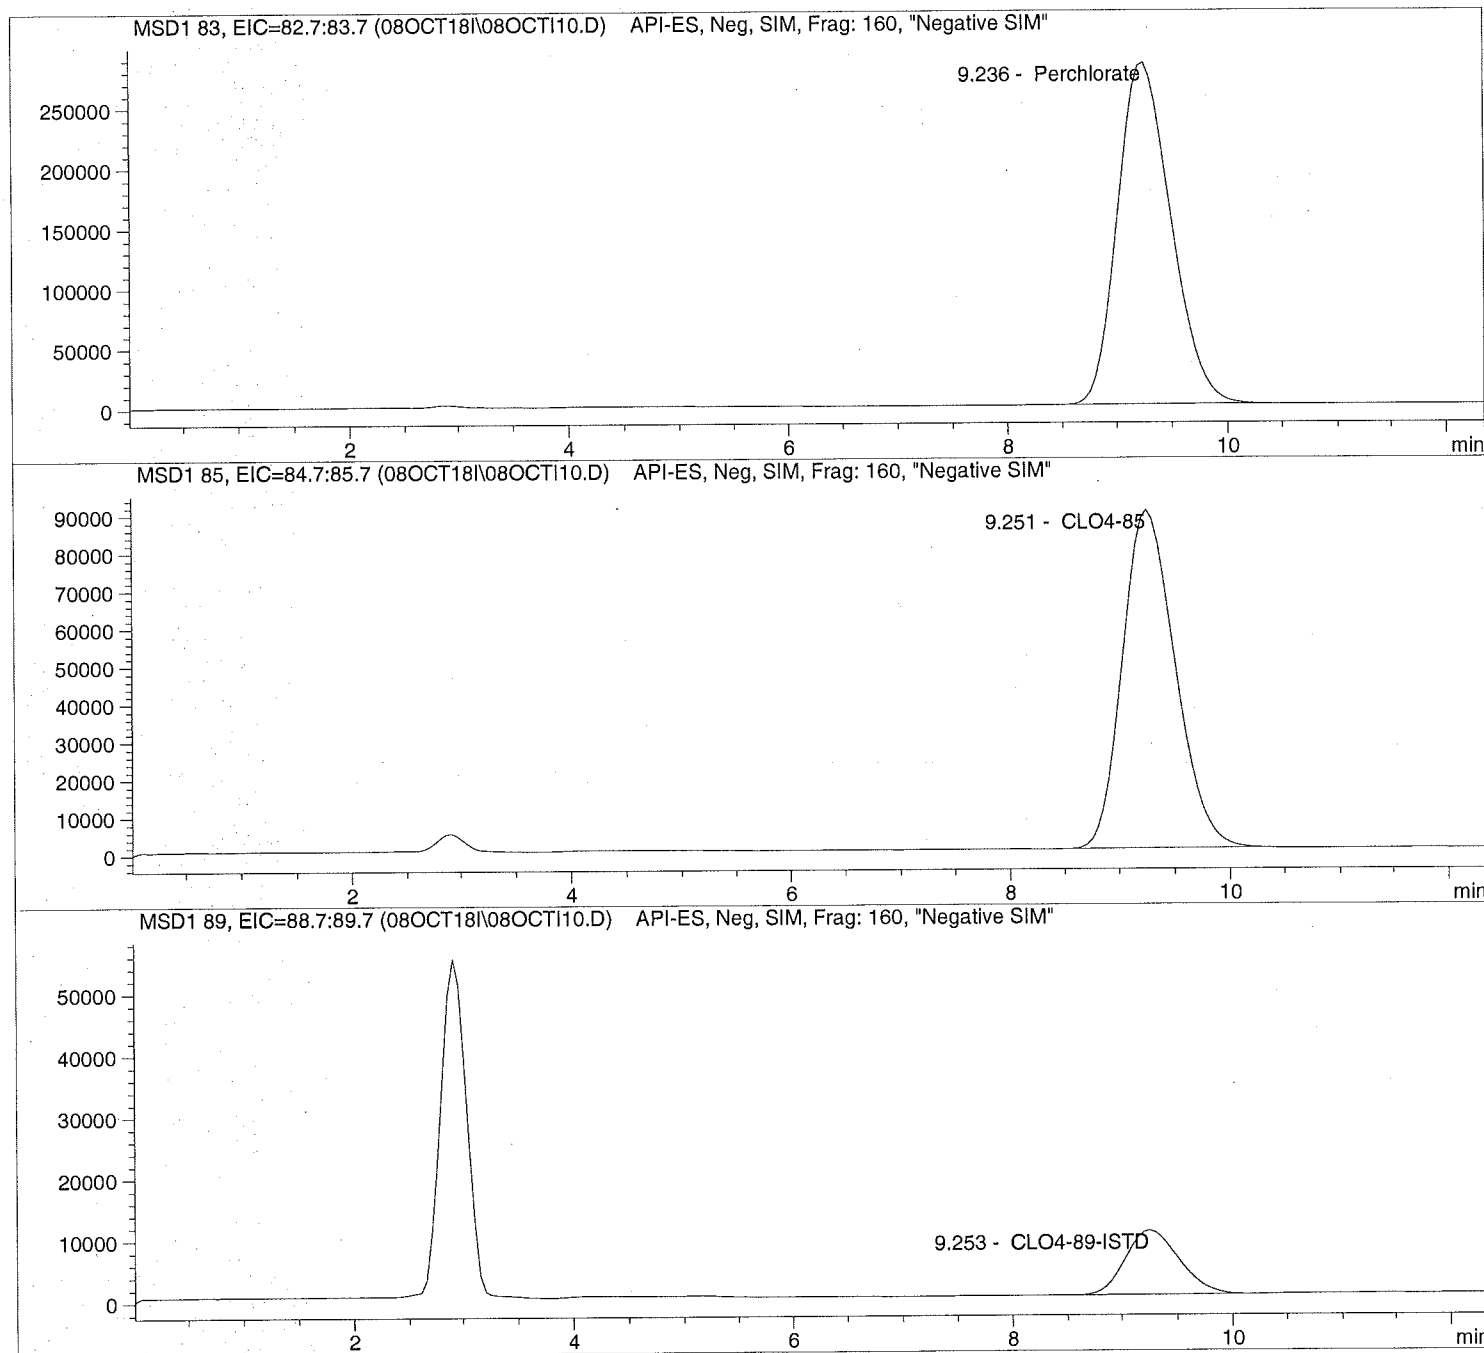 MSD1 83, EIC=82.7:83.7 (08OCT18I\08OCTI10.D) API-ES, Neg, SIM, Frag: 160, "Negative SIM"
9.236 - Perchlorate
250000
200000
150000
100000
50000
0
2 4 6 8 10 min
MSD1 85, EIC=84.7:85.7 (08OCT18I\08OCTI10.D) API-ES, Neg, SIM, Frag: 160, "Negative SIM"
90000
9.251 - CLO4-85
80000
70000
60000
50000
40000
30000
20000
10000
0
2 4 6 8 10 min
MSD1 89, EIC=88.7:89.7 (08OCT18I\08OCTI10.D) API-ES, Neg, SIM, Frag: 160, "Negative SIM"
50000
40000
30000
20000
10000
9.253 - CLO4-89-ISTD
0
2 4 6 8 10 min